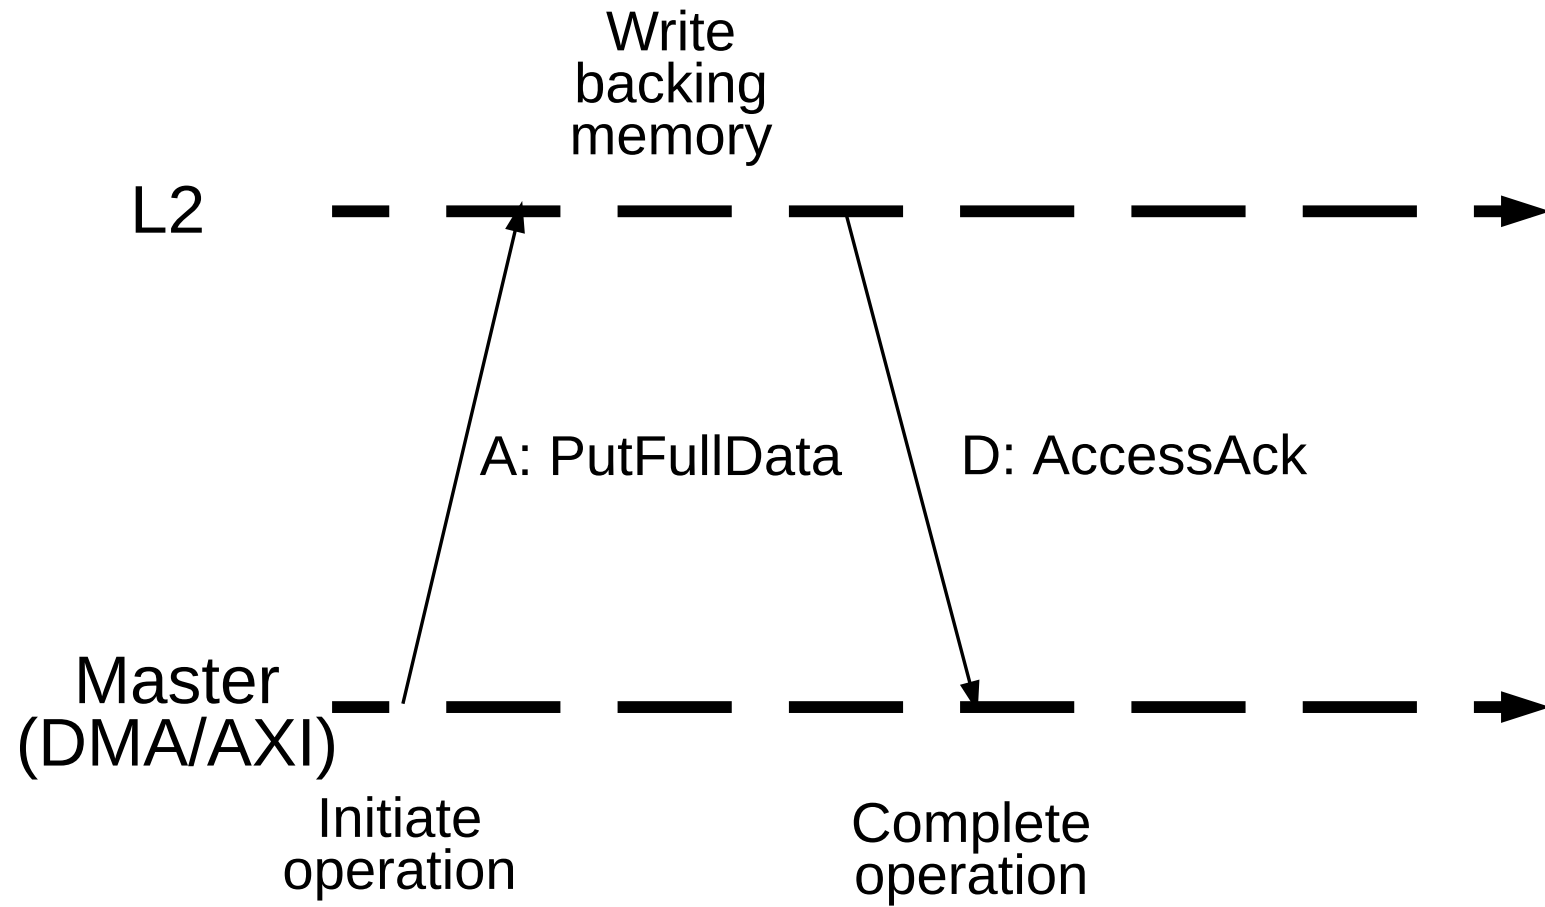 Write
backing
memory
L2
A: PutFullData
D: AccessAck
Master
(DMA/AXI)
Initiate
operation
Complete
operation